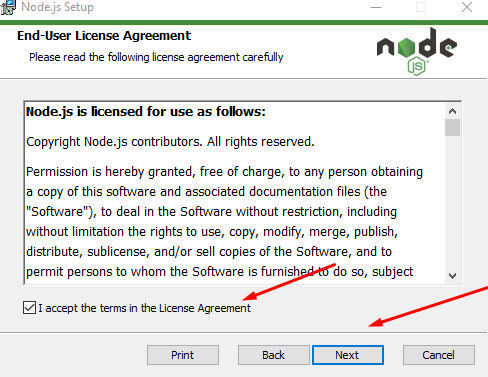 Node.js Setup
End-User License Agreement
Please read the following license agreement carefully
node
JS
Node.js is licensed for use as follows:
Copyright Node.js contributors. All rights reserved.
Permission is hereby granted, free of charge, to any person obtaining
a copy of this software and associated documentation files (the
"Software"), to deal in the Software without restriction, including
without limitation the rights to use, copy, modify, merge, publish,
distribute, sublicense, and/or sell copies of the Software, and to
permit persons to whom the Software is furnished to do so, subject
I accept the terms in the License Agreement
Print
Back
Next
Cancel